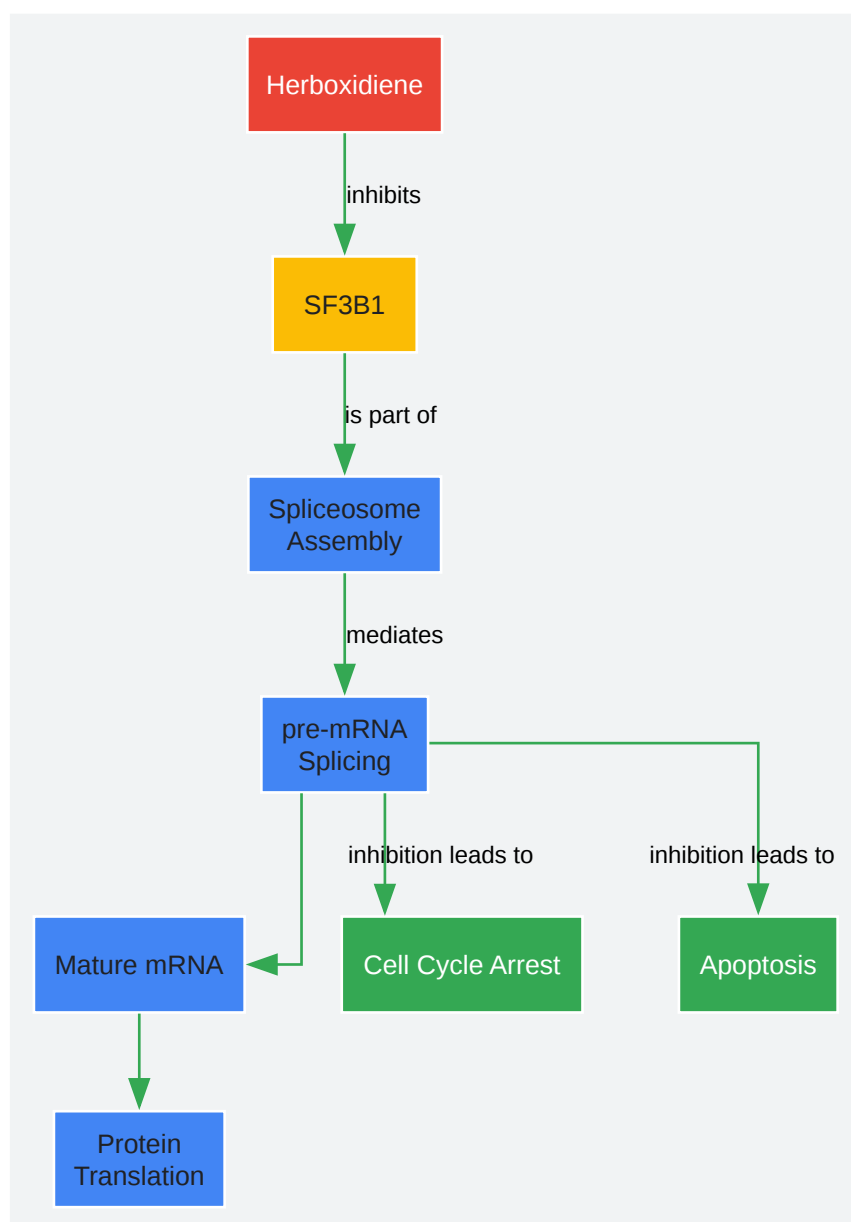 Herboxidiene
inhibits
SF3B1
is part of
Spliceosome
Assembly
mediates
pre-mRNA
Splicing
inhibition leads to
inhibition leads to
Mature mRNA
Cell Cycle Arrest
Apoptosis
Protein
Translation